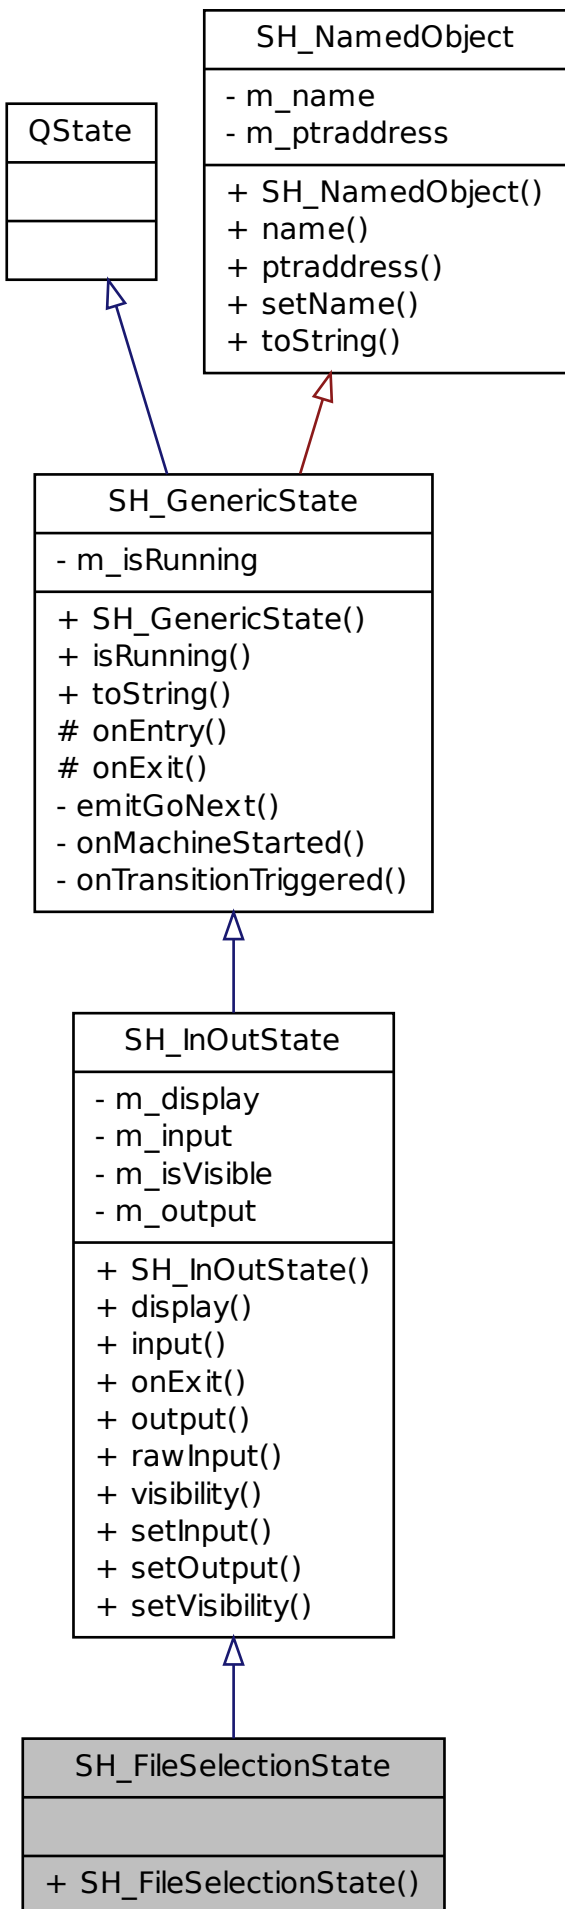 SH_NamedObject
- m_name
- m_ptraddress
+ SH_NamedObject()
+ name()
+ ptraddress()
+ setName()
+ toString()
QState
SH_GenericState
- m_isRunning
+ SH_GenericState()
+ isRunning()
+ toString()
# onEntry()
# onExit()
- emitGoNext()
- onMachineStarted()
- onTransitionTriggered()
SH_InOutState
- m_display
- m_input
- m_isVisible
- m_output
+ SH_InOutState()
+ display()
+ input()
+ onExit()
+ output()
+ rawInput()
+ visibility()
+ setInput()
+ setOutput()
+ setVisibility()
SH_FileSelectionState
+ SH_FileSelectionState()